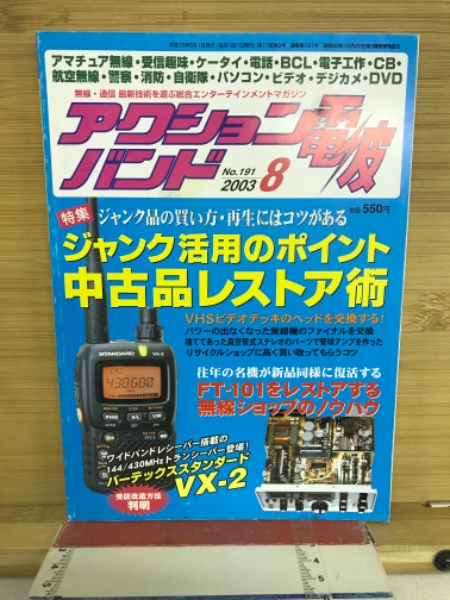 アマチュア無線・受信趣味・ケータイ・電話・BCL・電子工作・CB・
航空無線・警察・消防・自衛隊・パソコン・ビデオ・デジカメ・DVD
無線・通信 最新技術を遊ぶ総合エンターテインメントマガジン
アクション
バンド電波
No.191
2003 8
550円
特集 ジャンク品の買い方・再生にはコツがある
ジャンク活用のポイント
中古品レストア術
VHSビデオデッキのヘッドを交換する!
パワーの出なくなった無線機のファイナルを交換
捨ててあった真空管式ステレオのパーツで管球アンプを作った
リサイクルショップに高く買い取ってもらうコツ
往年の名機が新品同様に復活する
FT-101をレストアする
無線ショップのノウハウ
STANDARD
VX-2
430.600
ワイドバンドレシーバー搭載の
144/430MHzトランシーバー登場!
バーテックススタンダード
VX-2
受信改造方法
判明